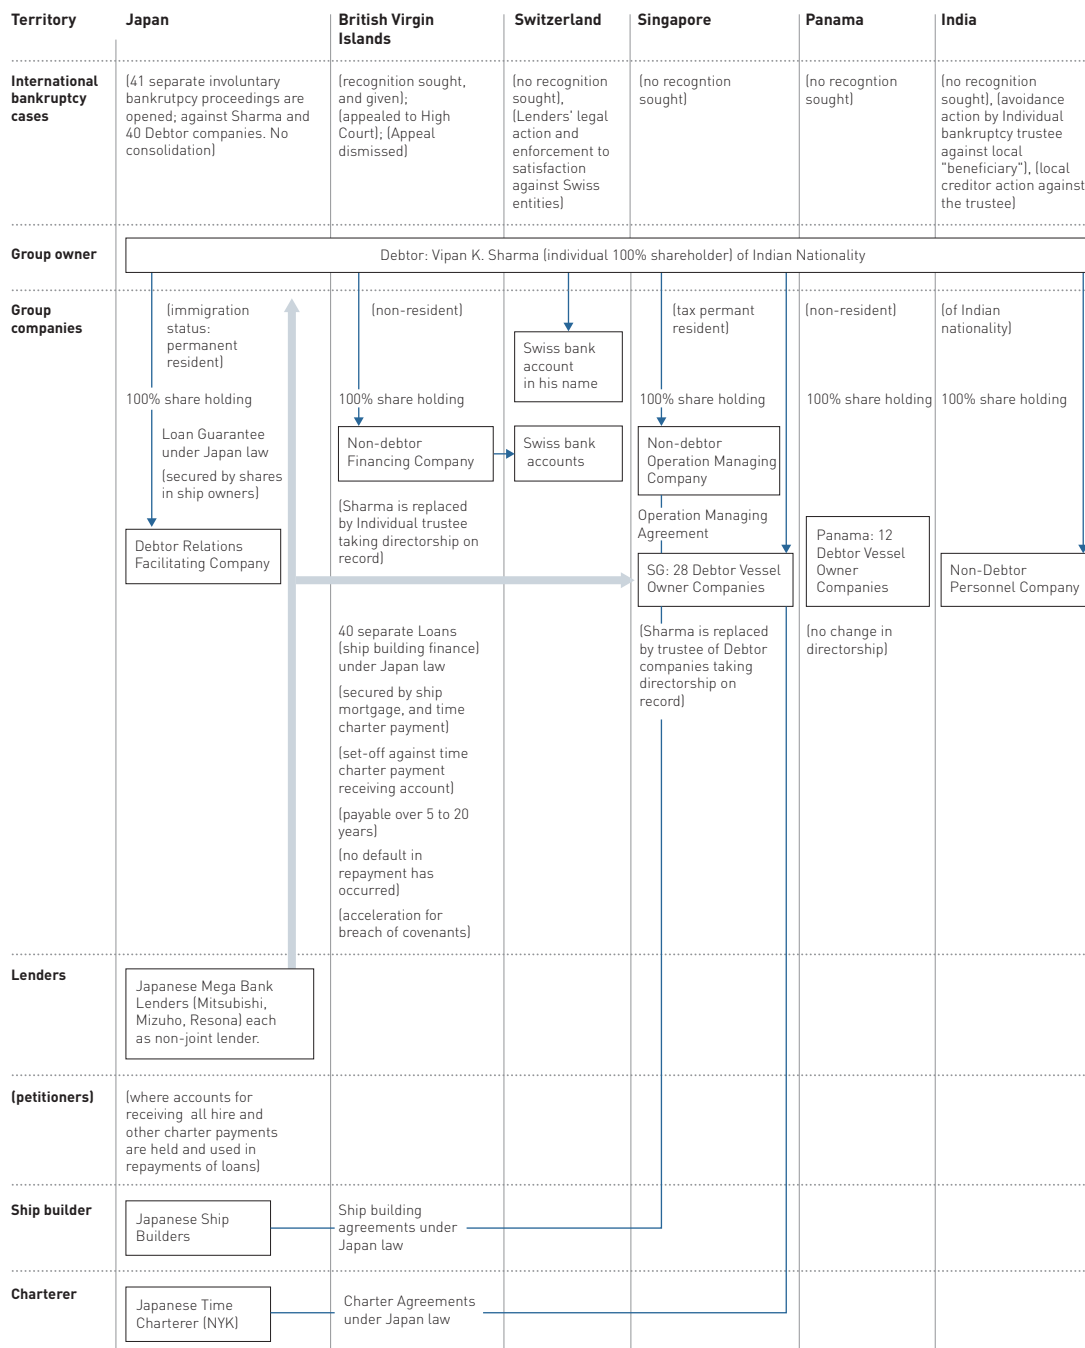 Territory
Japan
British Virgin
Islands
Switzerland
Singapore
Panama
India
International
bankruptcy
cases
(41 separate involuntary
bankrutpcy proceedings are
opened; against Sharma and
40 Debtor companies. No
consolidation)
(recognition sought,
and given);
(appealed to High
Court); (Appeal
dismissed)
(no recognition
sought),
(Lenders' legal
action and
enforcement to
satisfaction
against Swiss
entities)
(no recogntion
sought)
(no recogntion
sought)
(no recognition
sought), (avoidance
action by Individual
bankruptcy trustee
against local
"beneficiary"), (local
creditor action against
the trustee)
Group owner
Debtor: Vipan K. Sharma (individual 100% shareholder) of Indian Nationality
Group
companies
(immigration
status:
permanent
resident)
(non-resident)
Swiss bank
account
in his name
(tax permant
resident)
(non-resident)
(of Indian
nationality)
100% share holding
100% share holding
100% share holding
100% share holding
100% share holding
Loan Guarantee
under Japan law
(secured by shares
in ship owners)
Non-debtor
Financing Company
Swiss bank
accounts
Non-debtor
Operation Managing
Company
(Sharma is replaced
by Individual trustee
taking directorship on
record)
Operation Managing
Agreement
Debtor Relations
Facilitating Company
SG: 28 Debtor Vessel
Owner Companies
Panama: 12
Debtor Vessel
Owner
Companies
Non-Debtor
Personnel Company
40 separate Loans
(ship building finance)
under Japan law
(secured by ship
mortgage, and time
charter payment)
(set-off against time
charter payment
receiving account)
(payable over 5 to 20
years)
(no default in
repayment has
occurred)
(acceleration for
breach of covenants)
(Sharma is replaced
by trustee of Debtor
companies taking
directorship on
record)
(no change in
directorship)
Lenders
Japanese Mega Bank
Lenders (Mitsubishi,
Mizuho, Resona) each
as non-joint lender.
(petitioners)
(where accounts for
receiving all hire and
other charter payments
are held and used in
repayments of loans)
Ship builder
Japanese Ship
Builders
Ship building
agreements under
Japan law
Charterer
Japanese Time
Charterer (NYK)
Charter Agreements
under Japan law